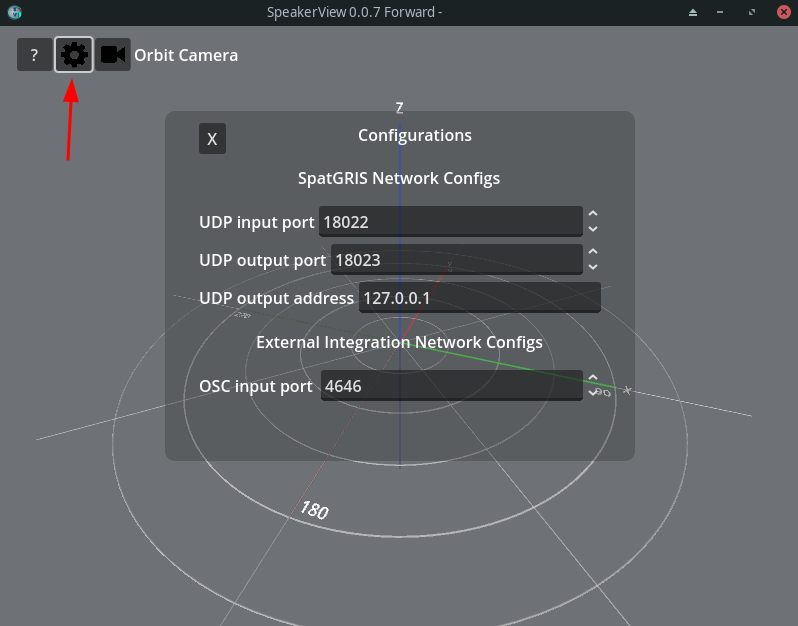 SpeakerView 0.0.7 Forward -
? Orbit Camera
Z
X Configurations
SpatGRIS Network Configs
UDP input port 18022
UDP output port 18023
UDP output address 127.0.0.1
External Integration Network Configs
OSC input port 4646
90 X
180